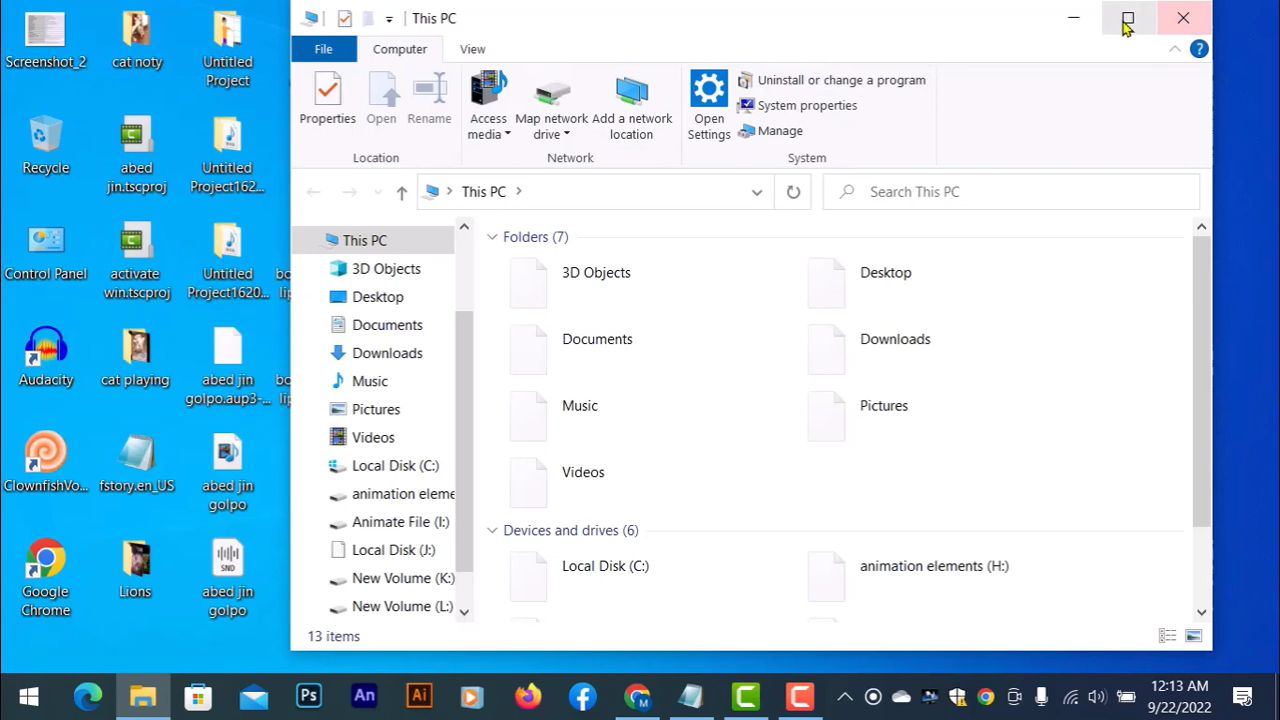 This PC
File
Computer
View
Properties
Open
Rename
Location
Access
media
Map network
drive
Add a network
location
Network
Open
Settings
Uninstall or change a program
System properties
Manage
System
This PC
Search This PC
This PC
3D Objects
Desktop
Documents
Downloads
Music
Pictures
Videos
Local Disk (C:)
animation eleme
Animate File (I:)
Local Disk (J:)
New Volume (K:)
New Volume (L:)
Folders (7)
3D Objects
Desktop
Documents
Downloads
Music
Pictures
Videos
Devices and drives (6)
Local Disk (C:)
animation elements (H:)
13 items
Screenshot_2
cat noty
Untitled
Project
Recycle
abed
jin.tscproj
Untitled
Project162...
Control Panel
activate
win.tscproj
Untitled
Project1620...
Audacity
cat playing
abed jin
golpo.aup3-...
ClownfishVo...
fstory.en_US
abed jin
golpo
Google
Chrome
Lions
SND
abed jin
golpo
Ps
An
Ai
12:13 AM
9/22/2022